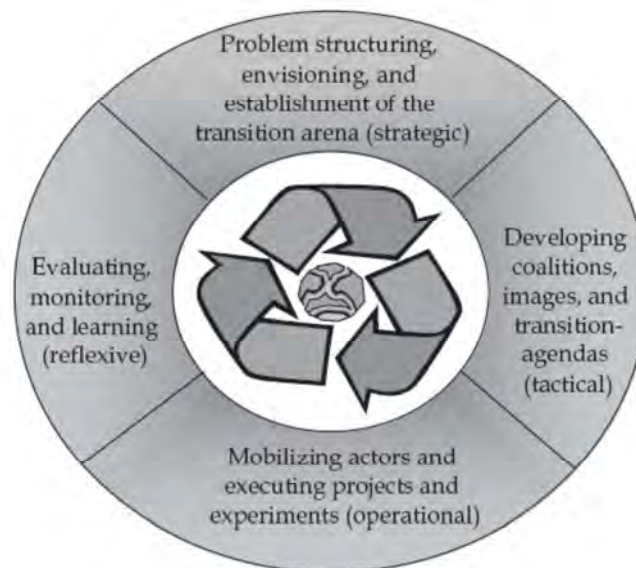 Problem structuring,
envisioning, and
establishment of the
transition arena (strategic)
Developing
coalitions,
images, and
transition-
agendas
(tactical)
Mobilizing actors and
executing projects and
experiments (operational)
Evaluating,
monitoring,
and learning
(reflexive)